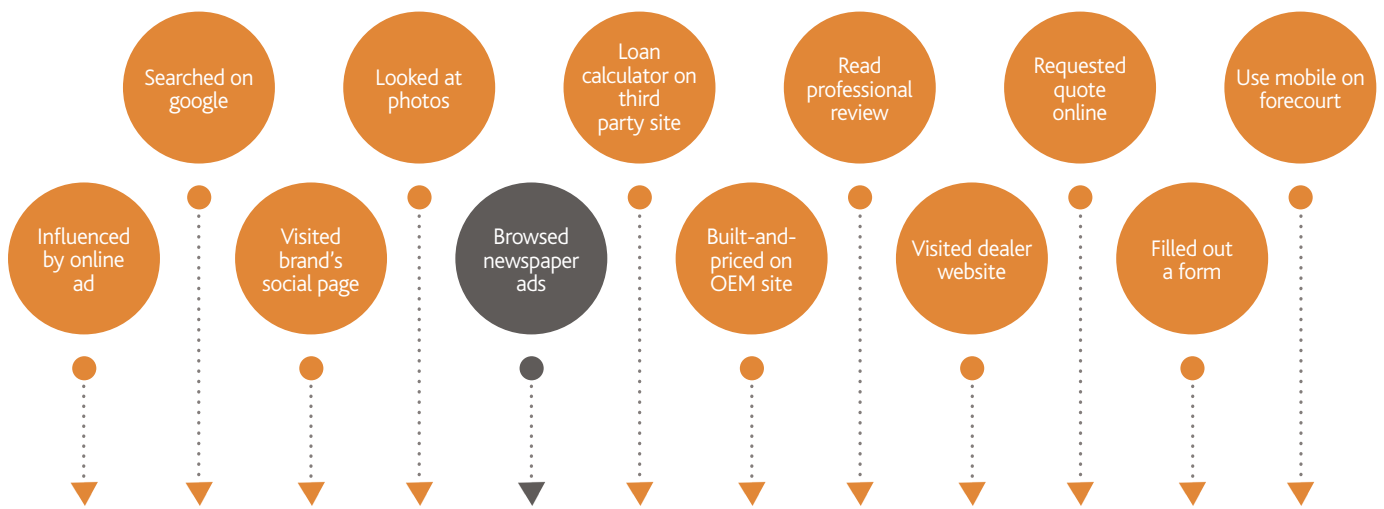 Searched on
google
Looked at
photos
Loan
calculator on
third
party site
Read
professional
review
Requested
quote
online
Use mobile on
forecourt
Influenced
by online
ad
Visited
brand's
social page
Browsed
newspaper
ads
Built-and-
priced on
OEM site
Visited dealer
website
Filled out
a form